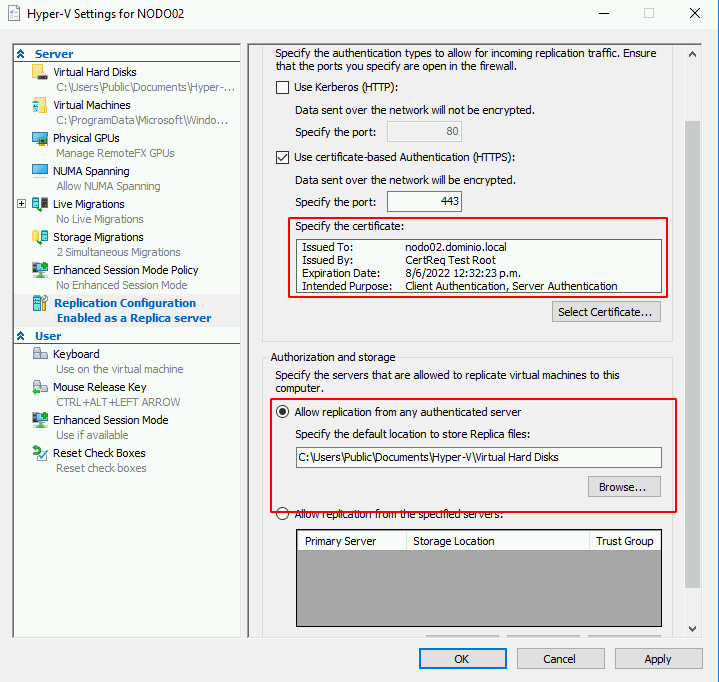 Hyper-V Settings for NODO02
Server
Virtual Hard Disks
C:\Users\Public\Documents\Hyper-...
Virtual Machines
C:\ProgramData\Microsoft\Windo...
Physical GPUs
Manage RemoteFX GPUs
NUMA Spanning
Allow NUMA Spanning
Live Migrations
No Live Migrations
Storage Migrations
2 Simultaneous Migrations
Enhanced Session Mode Policy
No Enhanced Session Mode
Replication Configuration
Enabled as a Replica server
User
Keyboard
Use on the virtual machine
Mouse Release Key
CTRL+ALT+LEFT ARROW
Enhanced Session Mode
Use if available
Reset Check Boxes
Reset check boxes
Specify the authentication types to allow for incoming replication traffic. Ensure
that the ports you specify are open in the firewall.
Use Kerberos (HTTP):
Data sent over the network will not be encrypted.
Specify the port: 80
Use certificate-based Authentication (HTTPS):
Data sent over the network will be encrypted.
Specify the port: 443
Specify the certificate:
Issued To: nodo02.dominio.local
Issued By: CertReq Test Root
Expiration Date: 8/6/2022 12:32:23 p.m.
Intended Purpose: Client Authentication, Server Authentication
Select Certificate...
Authorization and storage
Specify the servers that are allowed to replicate virtual machines to this
computer.
Allow replication from any authenticated server
Specify the default location to store Replica files:
C:\Users\Public\Documents\Hyper-V\Virtual Hard Disks
Browse...
Allow replication from the specified servers:
Primary Server Storage Location Trust Group
OK Cancel Apply